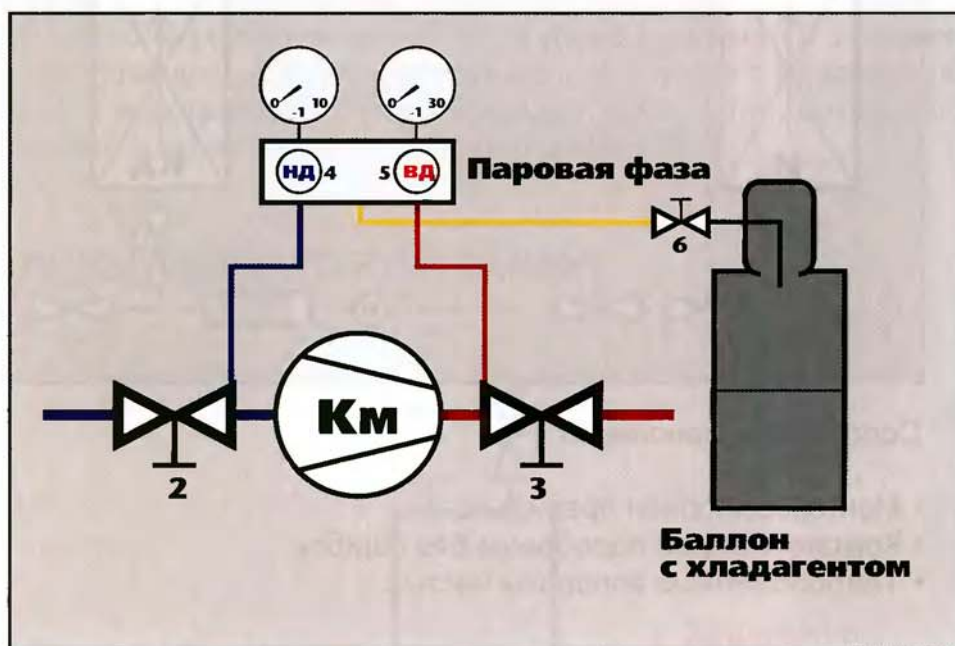 0 -1 10
0 -1 30
нд 4
5 вд
Паровая фаза
6
Км
2
3
Баллон
с хладагентом